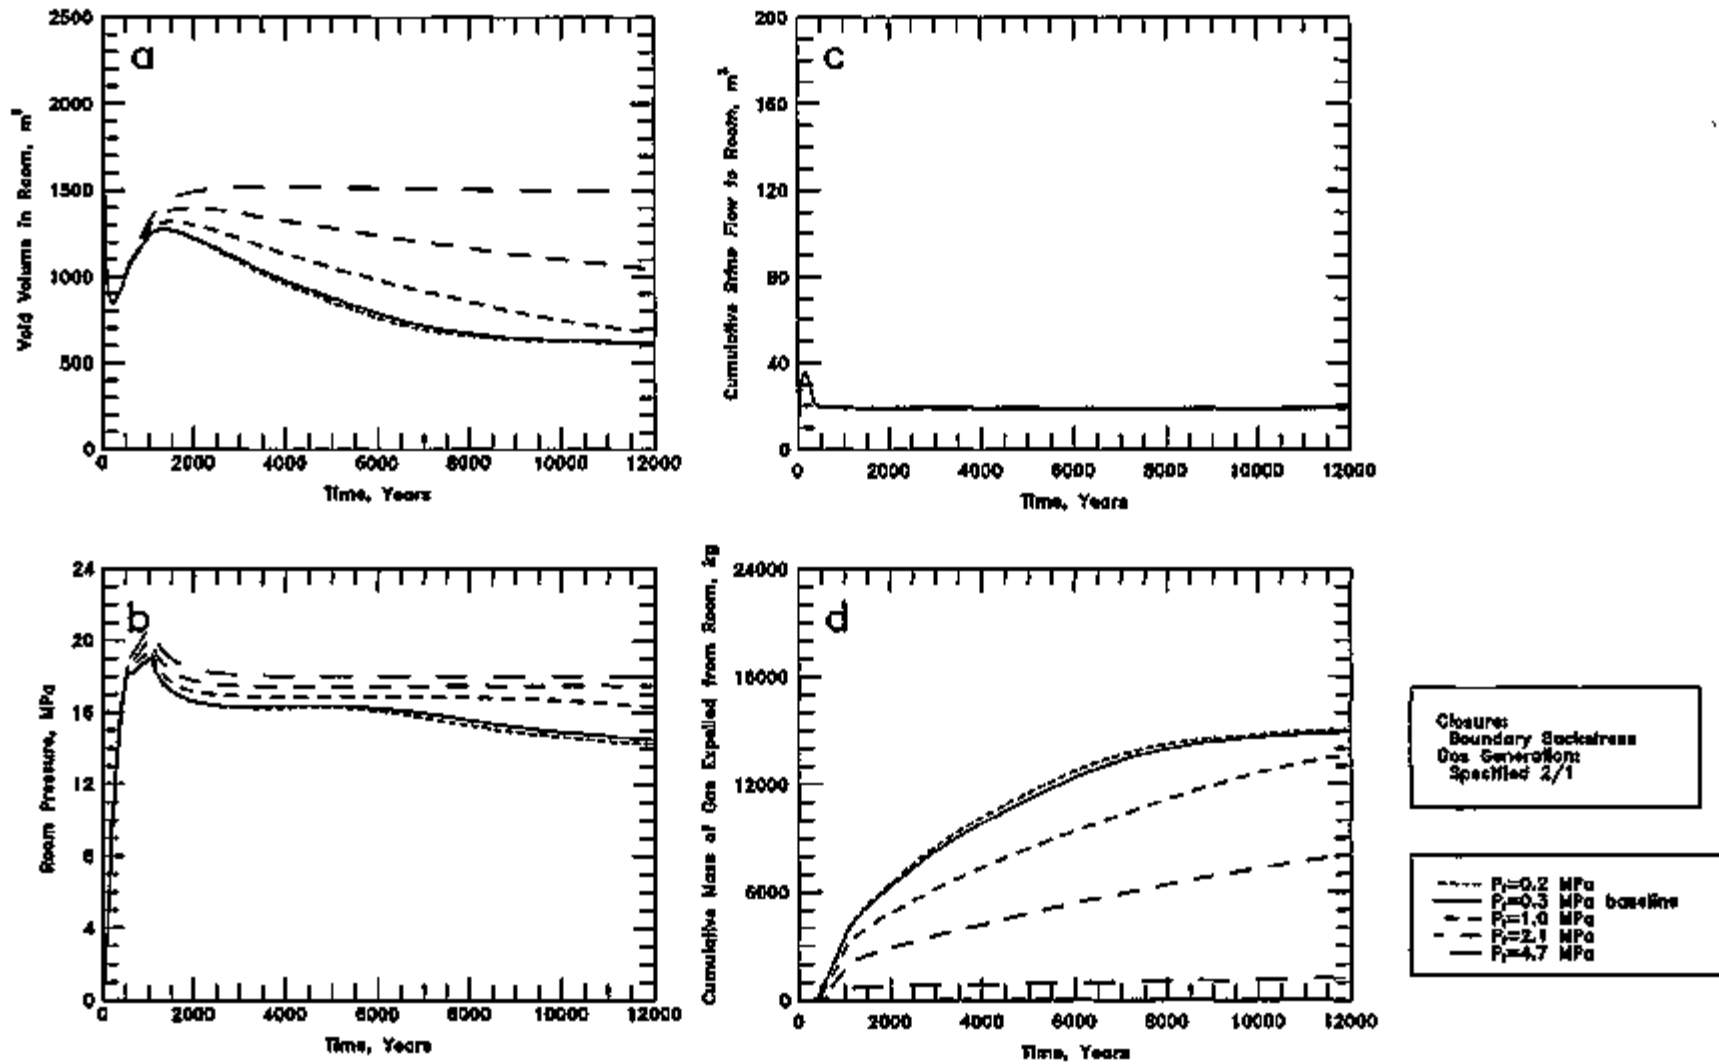 a
Void Volume in Room, m³
2500
2000
1500
1000
500
0
0 2000 4000 6000 8000 10000 12000
Time, Years
c
Cumulative Brine Flow to Room, m³
200
160
120
80
40
0
0 2000 4000 6000 8000 10000 12000
Time, Years
b
Room Pressure, MPa
24
20
16
12
8
4
0
0 2000 4000 6000 8000 10000 12000
Time, Years
d
Cumulative Mass of Gas Expelled from Room, kg
24000
18000
12000
6000
0
0 2000 4000 6000 8000 10000 12000
Time, Years
Closure:
Boundary Backstress
Gas Generation:
Specified 2/1
P₁=0.2 MPa
P₁=0.3 MPa baseline
P₁=1.0 MPa
P₁=2.1 MPa
P₁=4.7 MPa